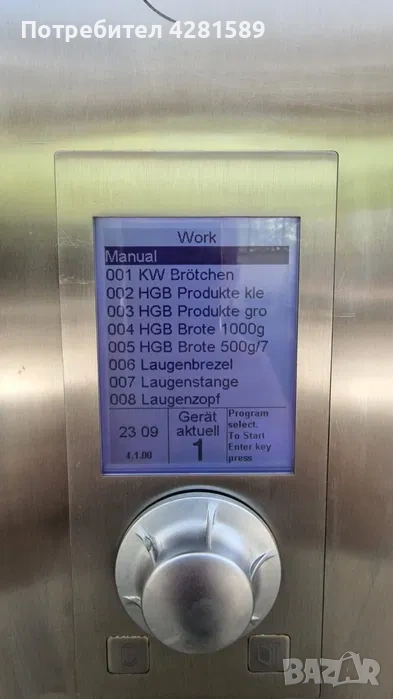 Потребител 4281589
Work
Manual
001 KW Brötchen
002 HGB Produkte kle
003 HGB Produkte gro
004 HGB Brote 1000g
005 HGB Brote 500g/7
006 Laugenbrezel
007 Laugenstange
008 Laugenzopf
23 09
4.1.00
Gerät
aktuell
1
Program
select.
To Start
Enter key
press
BAZAR